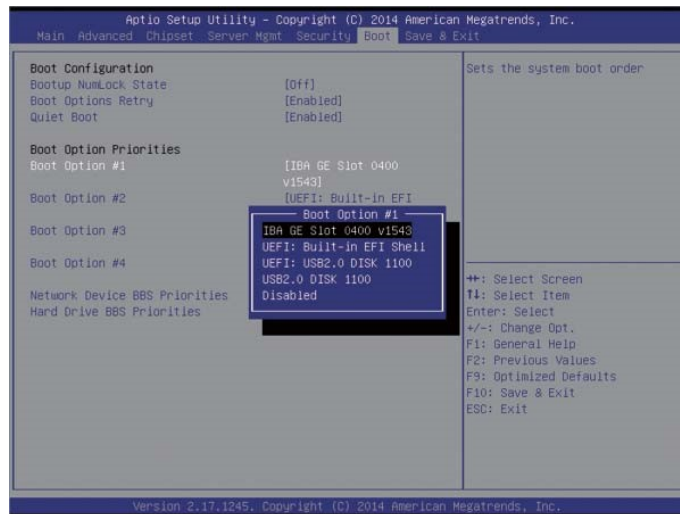 Aptio Setup Utility – Copyright (C) 2014 American Megatrends, Inc.
Main Advanced Chipset Server Mgmt Security Boot Save & Exit
Boot Configuration
Bootup NumLock State [Off]
Boot Options Retry [Enabled]
Quiet Boot [Enabled]
Boot Option Priorities
Boot Option #1 [IBA GE Slot 0400
v1543]
Boot Option #2 [UEFI: Built-in EFI
Boot Option #3
Boot Option #4
Network Device BBS Priorities
Hard Drive BBS Priorities
Boot Option #1
IBA GE Slot 0400 v1543
UEFI: Built-in EFI Shell
UEFI: USB2.0 DISK 1100
USB2.0 DISK 1100
Disabled
Sets the system boot order
↔: Select Screen
↑↓: Select Item
Enter: Select
+/-: Change Opt.
F1: General Help
F2: Previous Values
F9: Optimized Defaults
F10: Save & Exit
ESC: Exit
Version 2.17.1245. Copyright (C) 2014 American Megatrends, Inc.